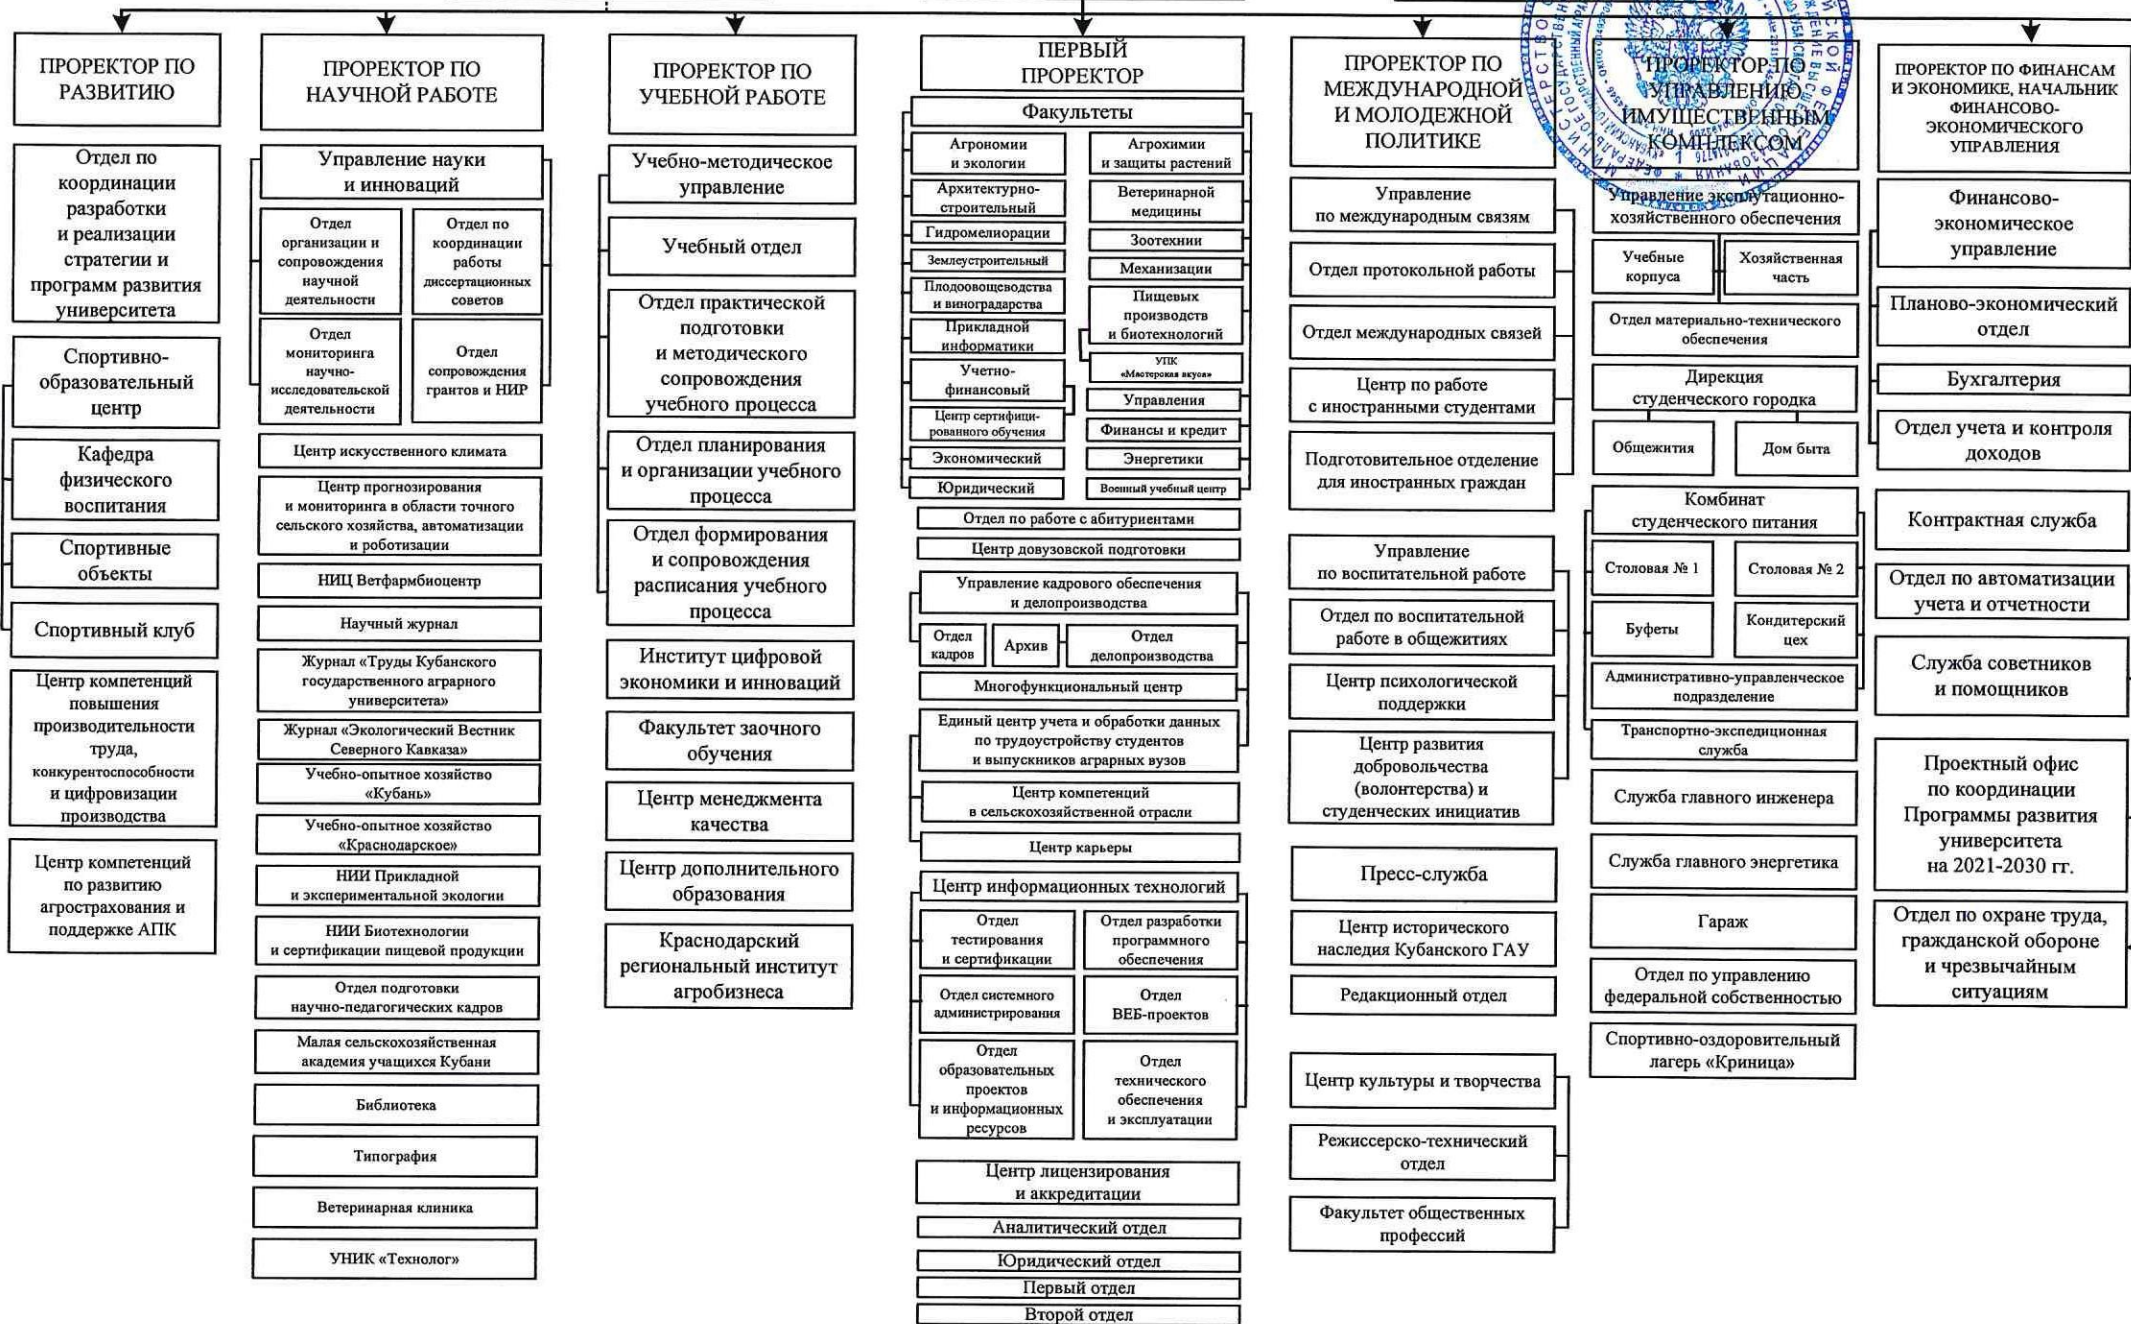 ПРОРЕКТОР ПО
РАЗВИТИЮ
Отдел по
координации
разработки
и реализации
стратегии и
программ развития
университета
Спортивно-
образовательный
центр
Кафедра
физического
воспитания
Спортивные
объекты
Спортивный клуб
Центр компетенций
повышения
производительности
труда,
конкурентоспособности
и цифровизации
производства
Центр компетенций
по развитию
агрострахования и
поддержке АПК
ПРОРЕКТОР ПО
НАУЧНОЙ РАБОТЕ
Управление науки
и инноваций
Отдел
организации и
сопровождения
научной
деятельности
Отдел по
координации
работы
диссертационных
советов
Отдел
мониторинга
научно-
исследовательской
деятельности
Отдел
сопровождения
грантов и НИР
Центр искусственного климата
Центр прогнозирования
и мониторинга в области точного
сельского хозяйства, автоматизации
и роботизации
НИЦ Ветфармбиоцентр
Научный журнал
Журнал «Труды Кубанского
государственного аграрного
университета»
Журнал «Экологический Вестник
Северного Кавказа»
Учебно-опытное хозяйство
«Кубань»
Учебно-опытное хозяйство
«Краснодарское»
НИИ Прикладной
и экспериментальной экологии
НИИ Биотехнологии
и сертификации пищевой продукции
Отдел подготовки
научно-педагогических кадров
Малая сельскохозяйственная
академия учащихся Кубани
Библиотека
Типография
Ветеринарная клиника
УНИК «Технолог»
ПРОРЕКТОР ПО
УЧЕБНОЙ РАБОТЕ
Учебно-методическое
управление
Учебный отдел
Отдел практической
подготовки
и методического
сопровождения
учебного процесса
Отдел планирования
и организации учебного
процесса
Отдел формирования
и сопровождения
расписания учебного
процесса
Институт цифровой
экономики и инноваций
Факультет заочного
обучения
Центр менеджмента
качества
Центр дополнительного
образования
Краснодарский
региональный институт
агробизнеса
ПЕРВЫЙ
ПРОРЕКТОР
Факультеты
Агрономии
и экологии
Агрохимии
и защиты растений
Архитектурно-
строительный
Ветеринарной
медицины
Гидромелиорации
Зоотехнии
Землеустроительный
Механизации
Плодоовощеводства
и виноградарства
Пищевых
производств
и биотехнологий
Прикладной
информатики
УПК
«Мастерская вкуса»
Учетно-
финансовый
Управления
Центр сертифици-
рованного обучения
Финансы и кредит
Экономический
Энергетики
Юридический
Военный учебный центр
Отдел по работе с абитуриентами
Центр довузовской подготовки
Управление кадрового обеспечения
и делопроизводства
Отдел
кадров
Архив
Отдел
делопроизводства
Многофункциональный центр
Единый центр учета и обработки данных
по трудоустройству студентов
и выпускников аграрных вузов
Центр компетенций
в сельскохозяйственной отрасли
Центр карьеры
Центр информационных технологий
Отдел
тестирования
и сертификации
Отдел разработки
программного
обеспечения
Отдел системного
администрирования
Отдел
ВЕБ-проектов
Отдел
образовательных
проектов
и информационных
ресурсов
Отдел
технического
обеспечения
и эксплуатации
Центр лицензирования
и аккредитации
Аналитический отдел
Юридический отдел
Первый отдел
Второй отдел
ПРОРЕКТОР ПО
МЕЖДУНАРОДНОЙ
И МОЛОДЕЖНОЙ
ПОЛИТИКЕ
Управление
по международным связям
Отдел протокольной работы
Отдел международных связей
Центр по работе
с иностранными студентами
Подготовительное отделение
для иностранных граждан
Управление
по воспитательной работе
Отдел по воспитательной
работе в общежитиях
Центр психологической
поддержки
Центр развития
добровольчества
(волонтерства) и
студенческих инициатив
Пресс-служба
Центр исторического
наследия Кубанского ГАУ
Редакционный отдел
Центр культуры и творчества
Режиссерско-технический
отдел
Факультет общественных
профессий
ПРОРЕКТОР ПО
УПРАВЛЕНИЮ
ИМУЩЕСТВЕННЫМ
КОМПЛЕКСОМ
Управление эксплутационно-
хозяйственного обеспечения
Учебные
корпуса
Хозяйственная
часть
Отдел материально-технического
обеспечения
Дирекция
студенческого городка
Общежития
Дом быта
Комбинат
студенческого питания
Столовая № 1
Столовая № 2
Буфеты
Кондитерский
цех
Административно-управленческое
подразделение
Транспортно-экспедиционная
служба
Служба главного инженера
Служба главного энергетика
Гараж
Отдел по управлению
федеральной собственностью
Спортивно-оздоровительный
лагерь «Криница»
ПРОРЕКТОР ПО ФИНАНСАМ
И ЭКОНОМИКЕ, НАЧАЛЬНИК
ФИНАНСОВО-
ЭКОНОМИЧЕСКОГО
УПРАВЛЕНИЯ
Финансово-
экономическое
управление
Планово-экономический
отдел
Бухгалтерия
Отдел учета и контроля
доходов
Контрактная служба
Отдел по автоматизации
учета и отчетности
Служба советников
и помощников
Проектный офис
по координации
Программы развития
университета
на 2021-2030 гг.
Отдел по охране труда,
гражданской обороне
и чрезвычайным
ситуациям